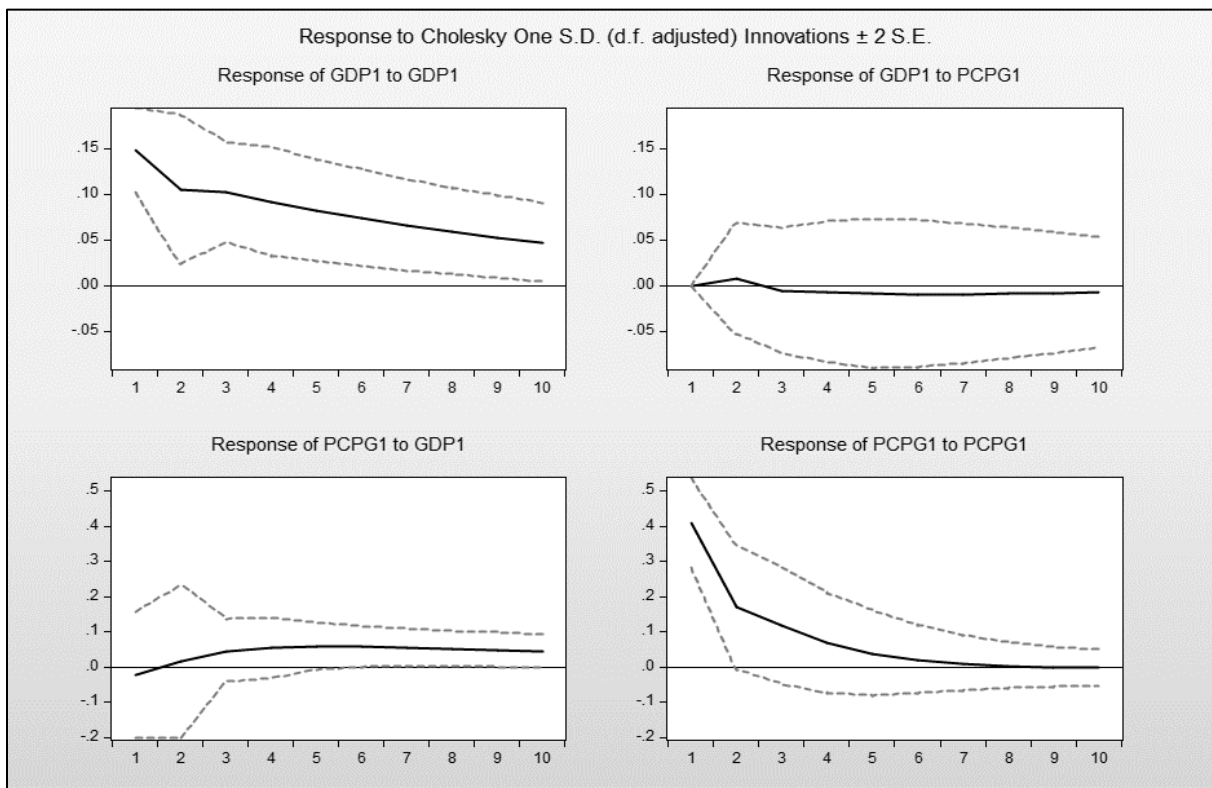 Response to Cholesky One S.D. (d.f. adjusted) Innovations ± 2 S.E.
Response of GDP1 to GDP1
.15
.10
.05
.00
-.05
1 2 3 4 5 6 7 8 9 10
Response of GDP1 to PCPG1
.15
.10
.05
.00
-.05
1 2 3 4 5 6 7 8 9 10
Response of PCPG1 to GDP1
.5
.4
.3
.2
.1
.0
-.1
-.2
1 2 3 4 5 6 7 8 9 10
Response of PCPG1 to PCPG1
.5
.4
.3
.2
.1
.0
-.1
-.2
1 2 3 4 5 6 7 8 9 10